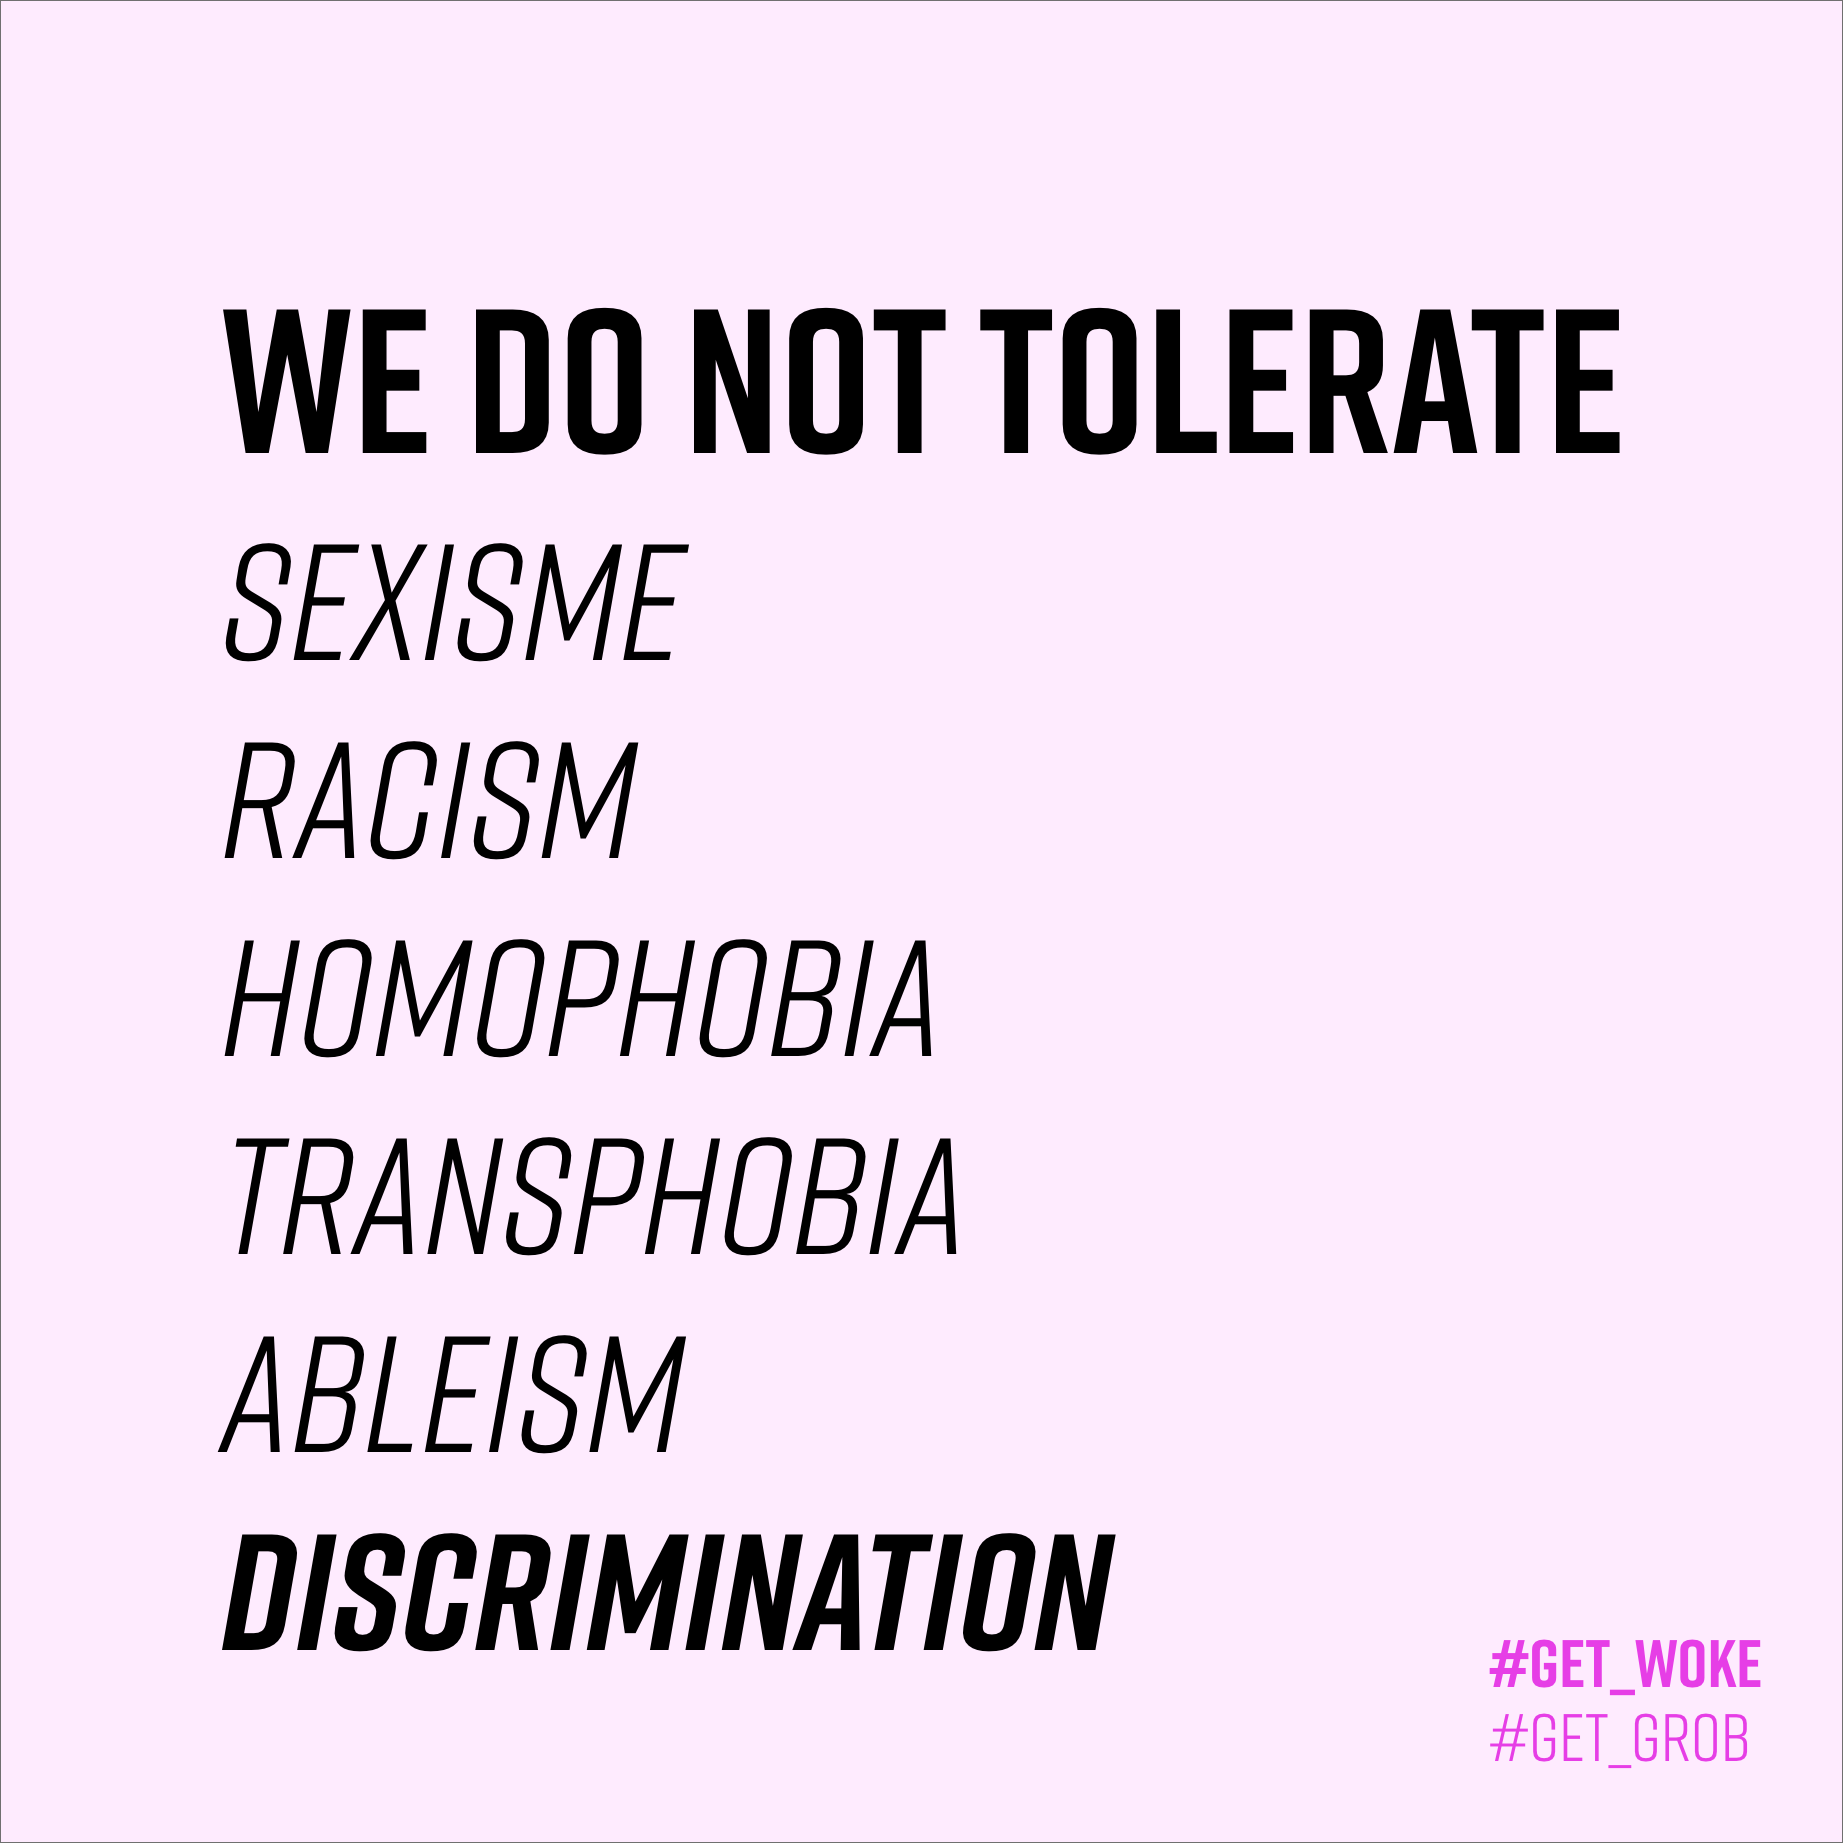 WE DO NOT TOLERATE
SEXISME
RACISM
HOMOPHOBIA
TRANSPHOBIA
ABLEISM
DISCRIMINATION
#GET_WOKE
#GET_GROB